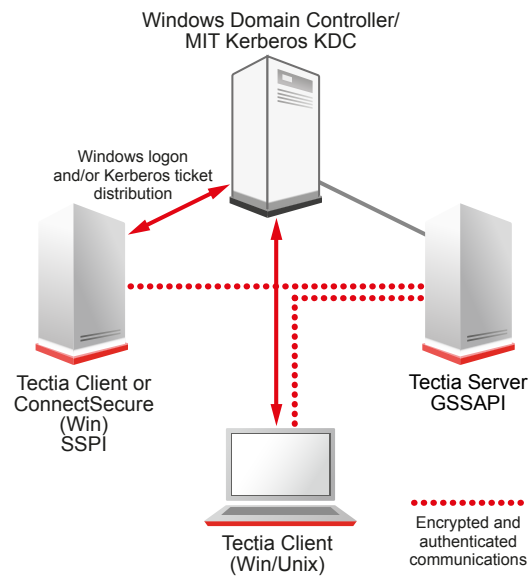 Windows Domain Controller/
MIT Kerberos KDC
Windows logon
and/or Kerberos ticket
distribution
Tectia Client or
ConnectSecure
(Win)
SSPI
Tectia Server
GSSAPI
Tectia Client
(Win/Unix)
Encrypted and
authenticated
communications